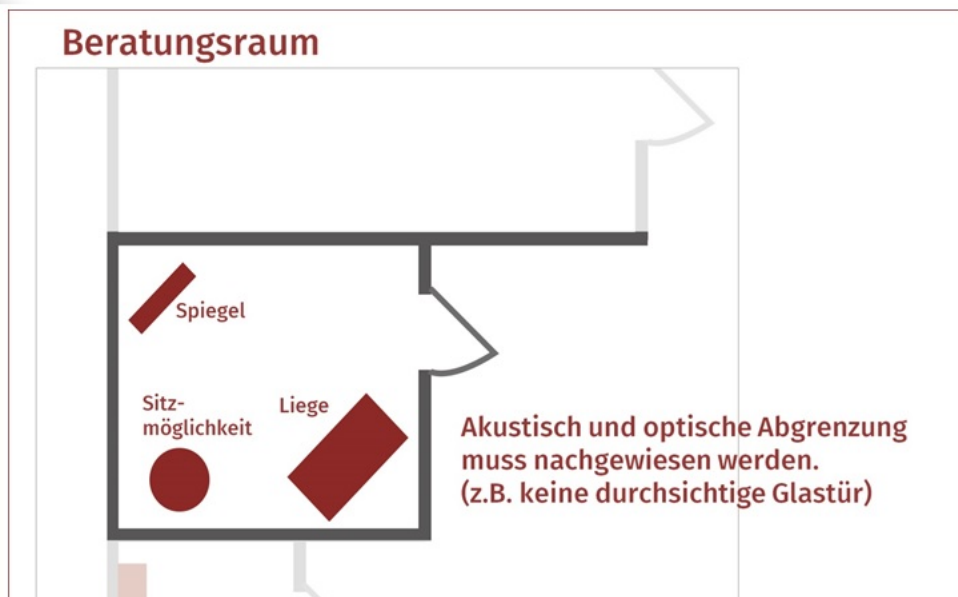 Beratungsraum
Spiegel
Sitz-
möglichkeit
Liege
Akustisch und optische Abgrenzung
muss nachgewiesen werden.
(z.B. keine durchsichtige Glastür)